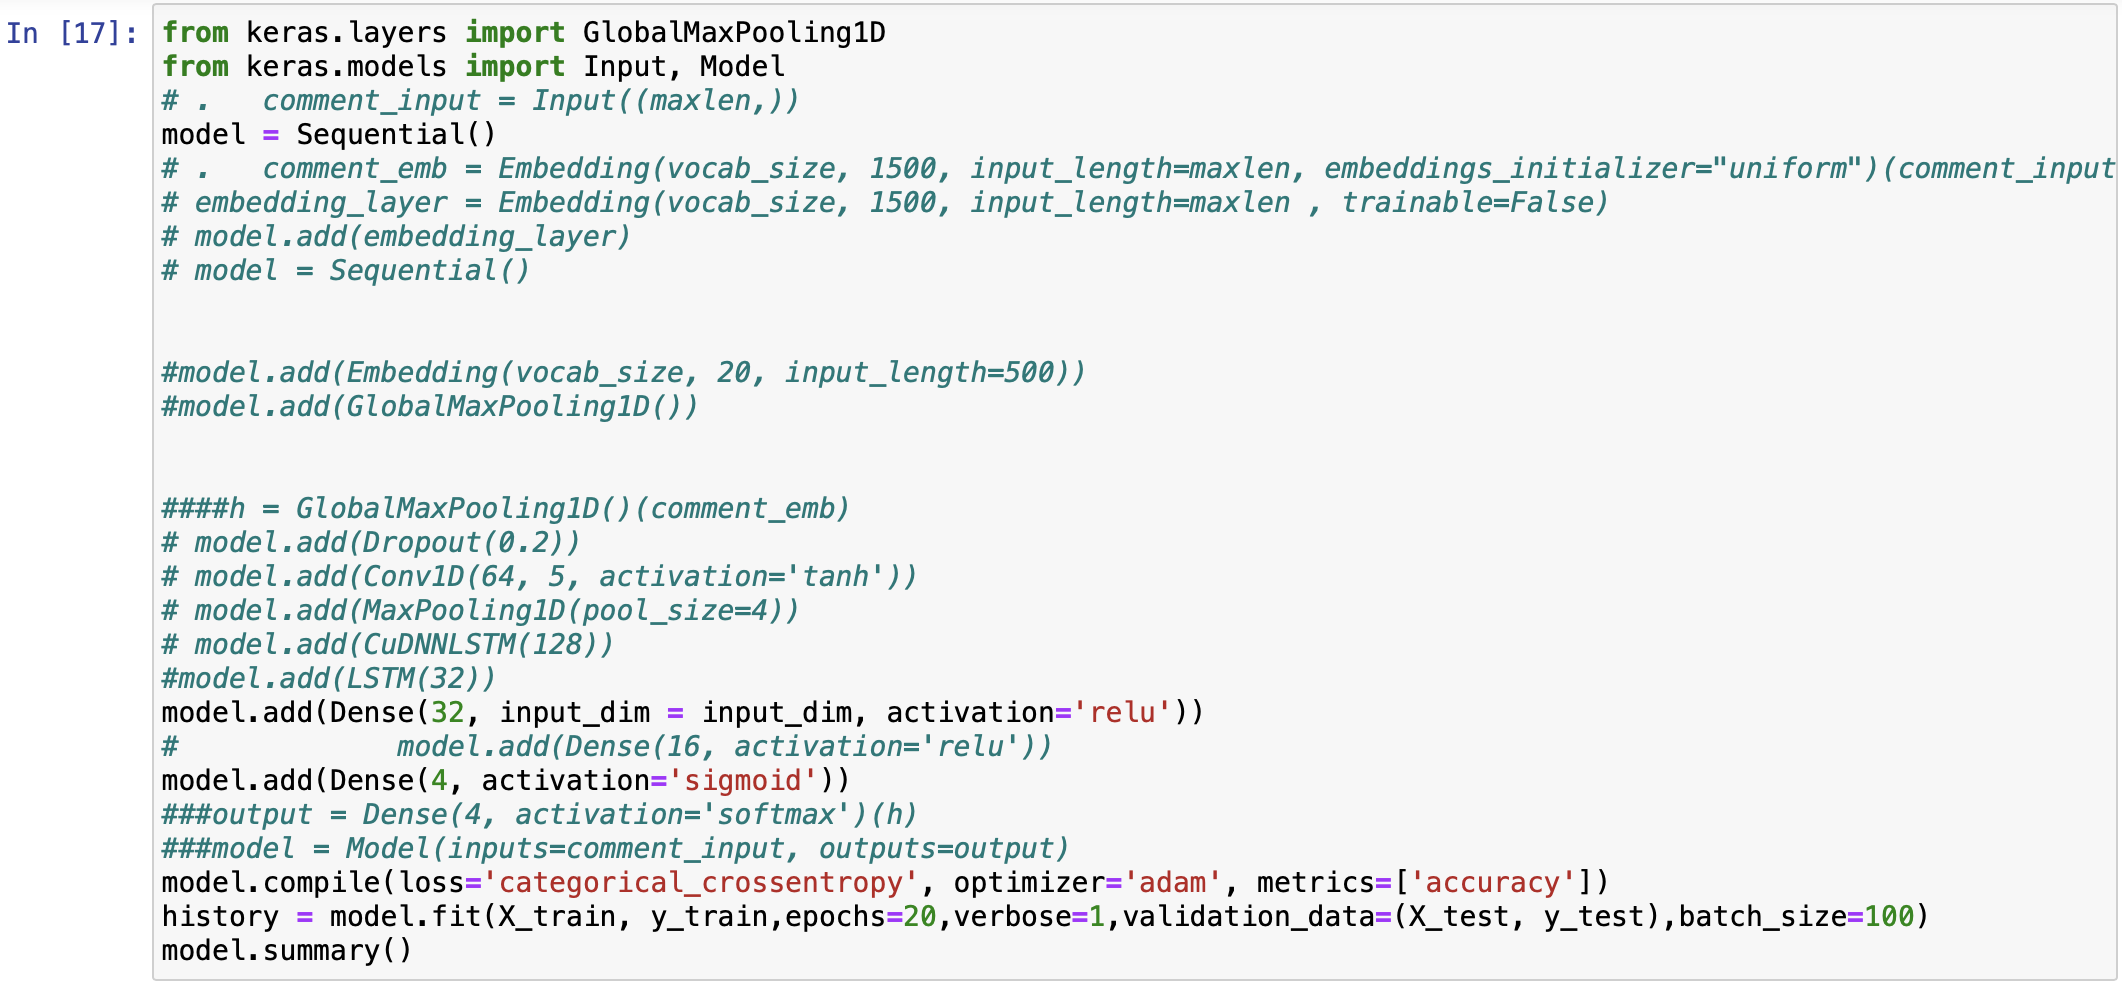 In [17]:
from keras.layers import GlobalMaxPooling1D
from keras.models import Input, Model
# .   comment_input = Input((maxlen,))
model = Sequential()
# .   comment_emb = Embedding(vocab_size, 1500, input_length=maxlen, embeddings_initializer="uniform")(comment_input
# embedding_layer = Embedding(vocab_size, 1500, input_length=maxlen , trainable=False)
# model.add(embedding_layer)
# model = Sequential()
#model.add(Embedding(vocab_size, 20, input_length=500))
#model.add(GlobalMaxPooling1D())
####h = GlobalMaxPooling1D()(comment_emb)
# model.add(Dropout(0.2))
# model.add(Conv1D(64, 5, activation='tanh'))
# model.add(MaxPooling1D(pool_size=4))
# model.add(CuDNNLSTM(128))
#model.add(LSTM(32))
model.add(Dense(32, input_dim = input_dim, activation='relu'))
#             model.add(Dense(16, activation='relu'))
model.add(Dense(4, activation='sigmoid'))
###output = Dense(4, activation='softmax')(h)
###model = Model(inputs=comment_input, outputs=output)
model.compile(loss='categorical_crossentropy', optimizer='adam', metrics=['accuracy'])
history = model.fit(X_train, y_train,epochs=20,verbose=1,validation_data=(X_test, y_test),batch_size=100)
model.summary()